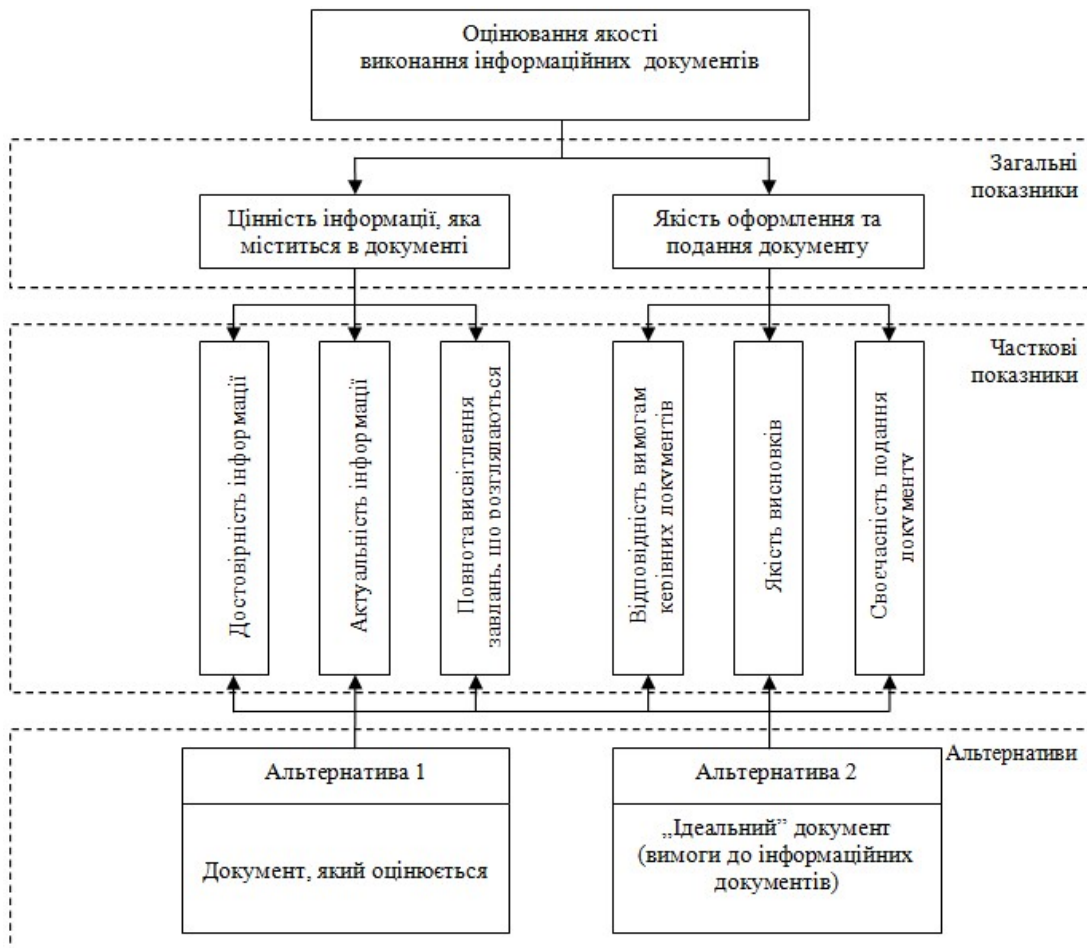 Оцінювання якості
виконання інформаційних документів
Загальні
показники
Цінність інформації, яка
міститься в документі
Якість оформлення та
подання документу
Часткові
показники
Достовірність інформації
Актуальність інформації
Повнота висвітлення
завдань, що розглядаються
Відповідність вимогам
керівних документів
Якість висновків
Своєчасність подання
документу
Альтернативи
Альтернатива 1
Документ, який оцінюється
Альтернатива 2
„Ідеальний” документ
(вимоги до інформаційних
документів)